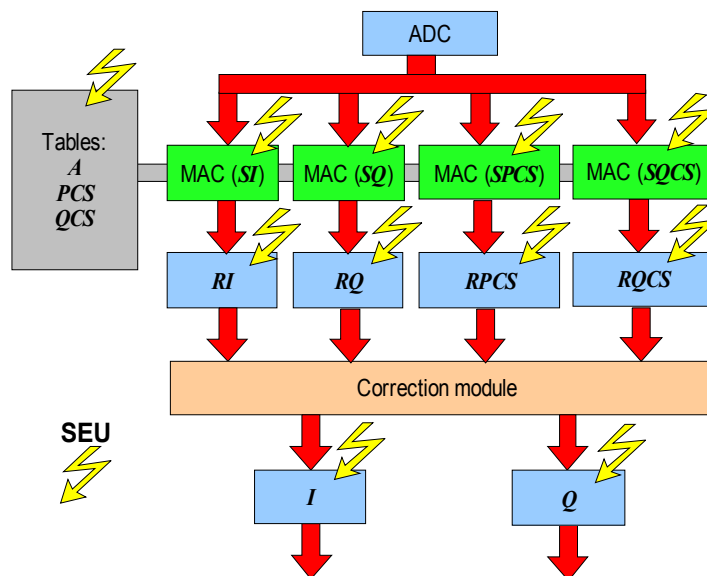 ADC
Tables:
A
PCS
QCS
MAC (SI)
MAC (SQ)
MAC (SPCS)
MAC (SQCS)
RI
RQ
RPCS
RQCS
Correction module
SEU
I
Q